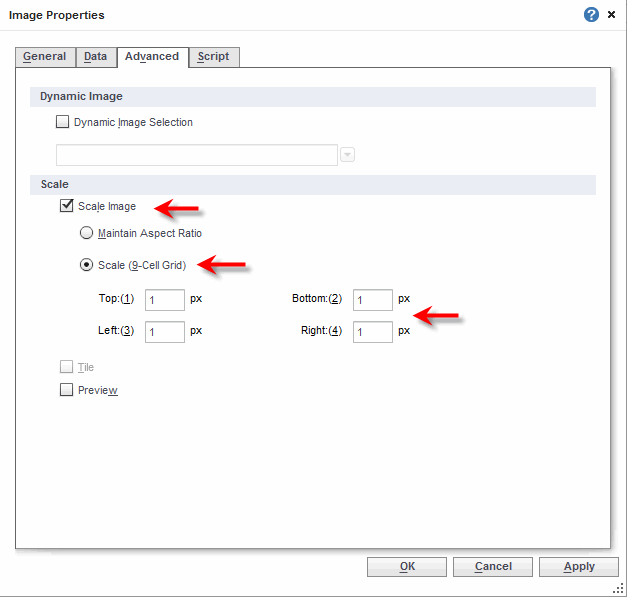 Image Properties ?
General Data Advanced Script
Dynamic Image
Dynamic Image Selection
Scale
Scale Image
Maintain Aspect Ratio
Scale (9-Cell Grid)
Top:(1) 1 px Bottom:(2) 1 px
Left:(3) 1 px Right:(4) 1 px
Tile
Preview
OK Cancel Apply